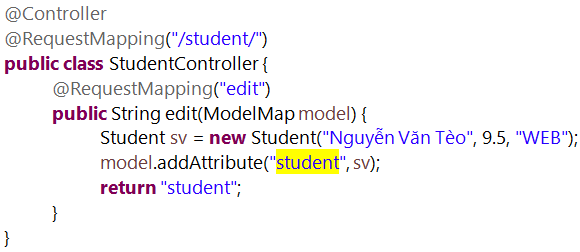 @Controller
@RequestMapping("/student/")
public class StudentController {
@RequestMapping("edit")
public String edit(ModelMap model) {
Student sv = new Student("Nguyễn Văn Tèo", 9.5, "WEB");
model.addAttribute("student", sv);
return "student";
}
}